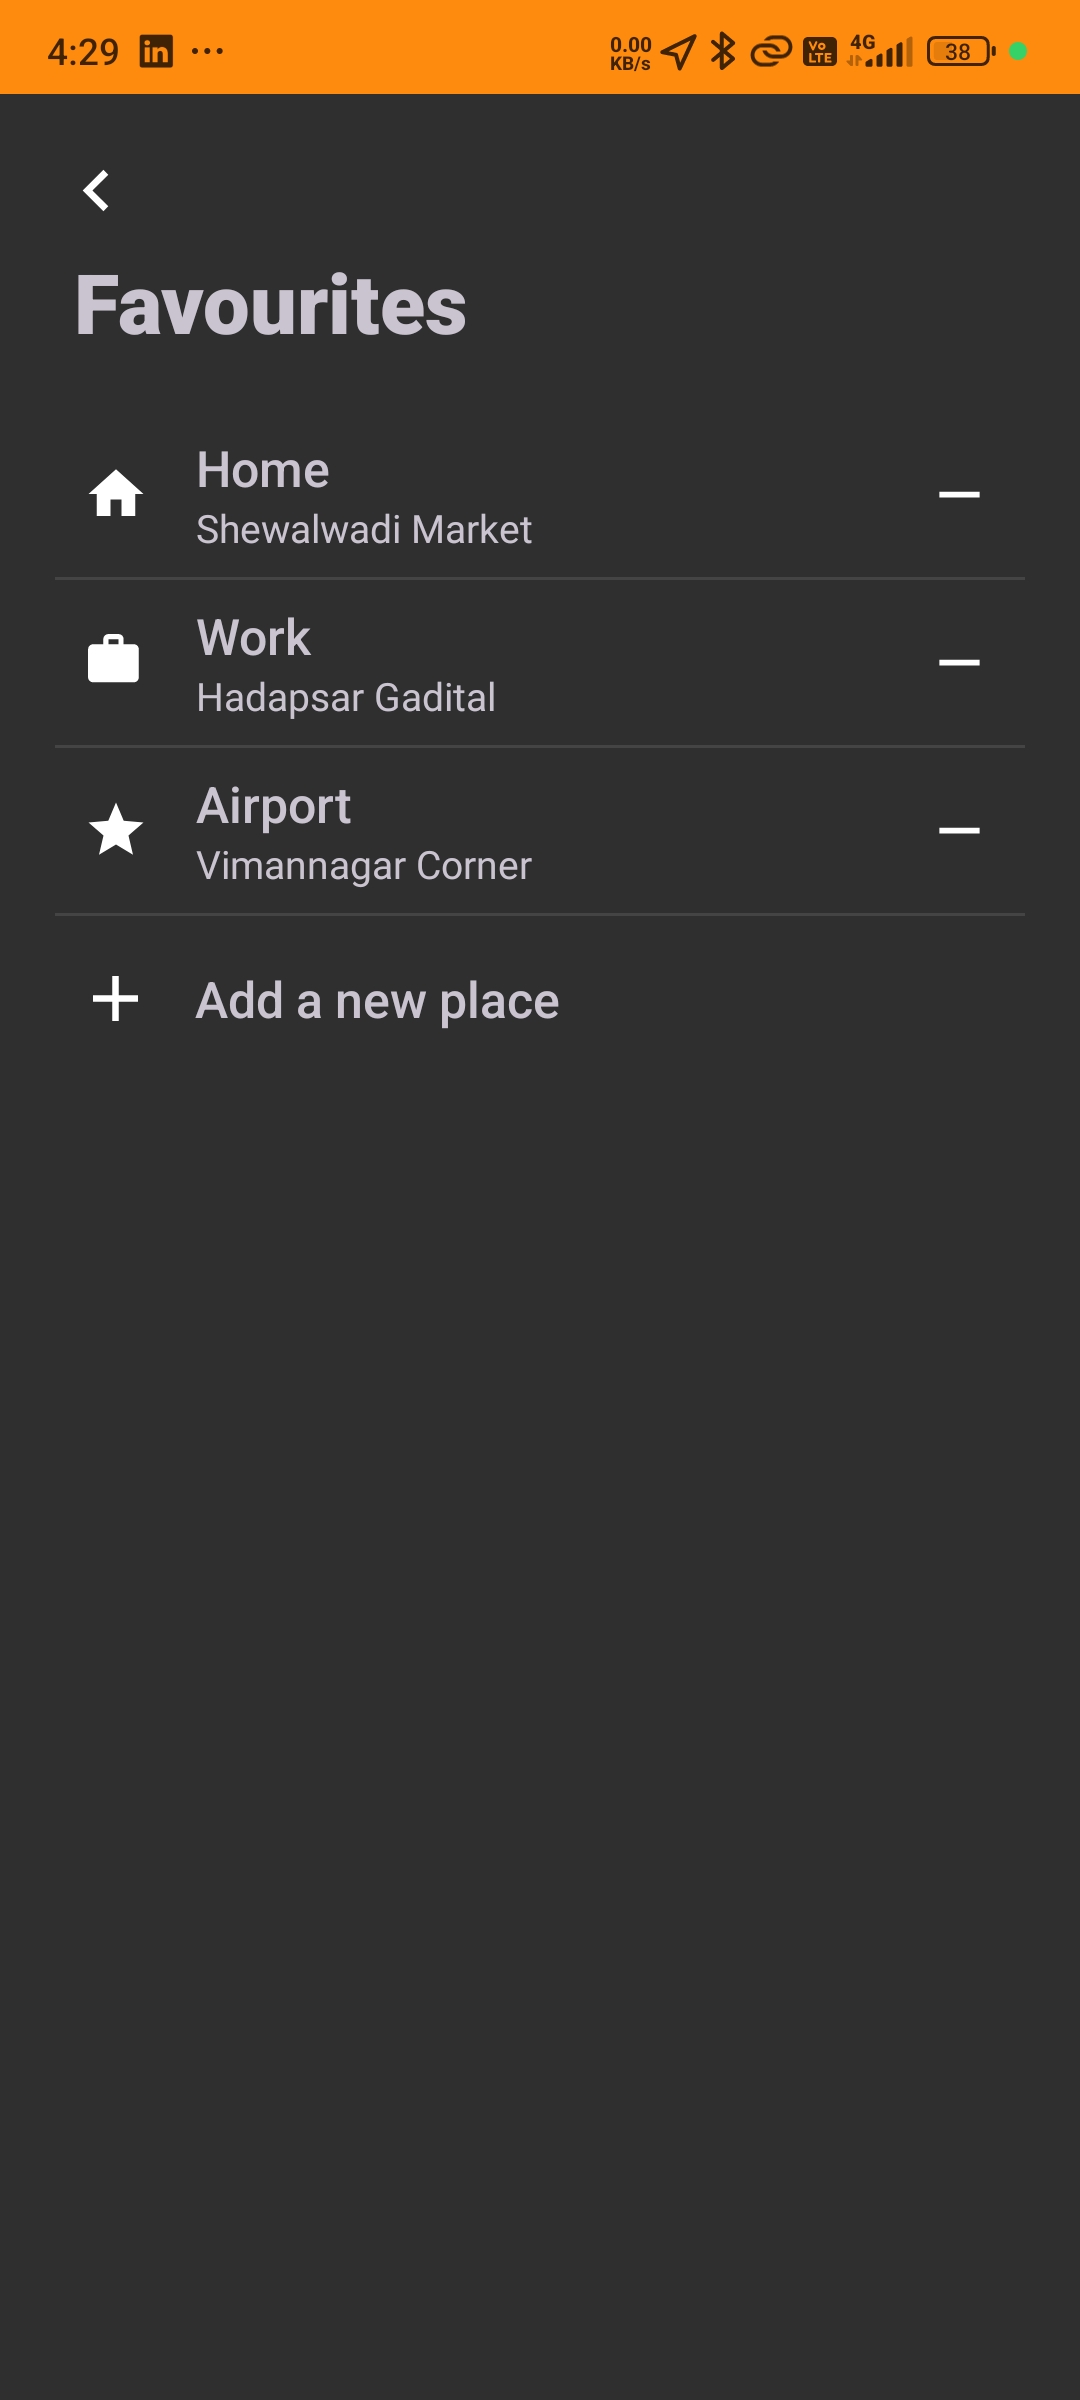 4:29 in ... 0.00 KB/s Vo LTE 4G 38
Favourites
Home
Shewalwadi Market
Work
Hadapsar Gadital
Airport
Vimannagar Corner
Add a new place